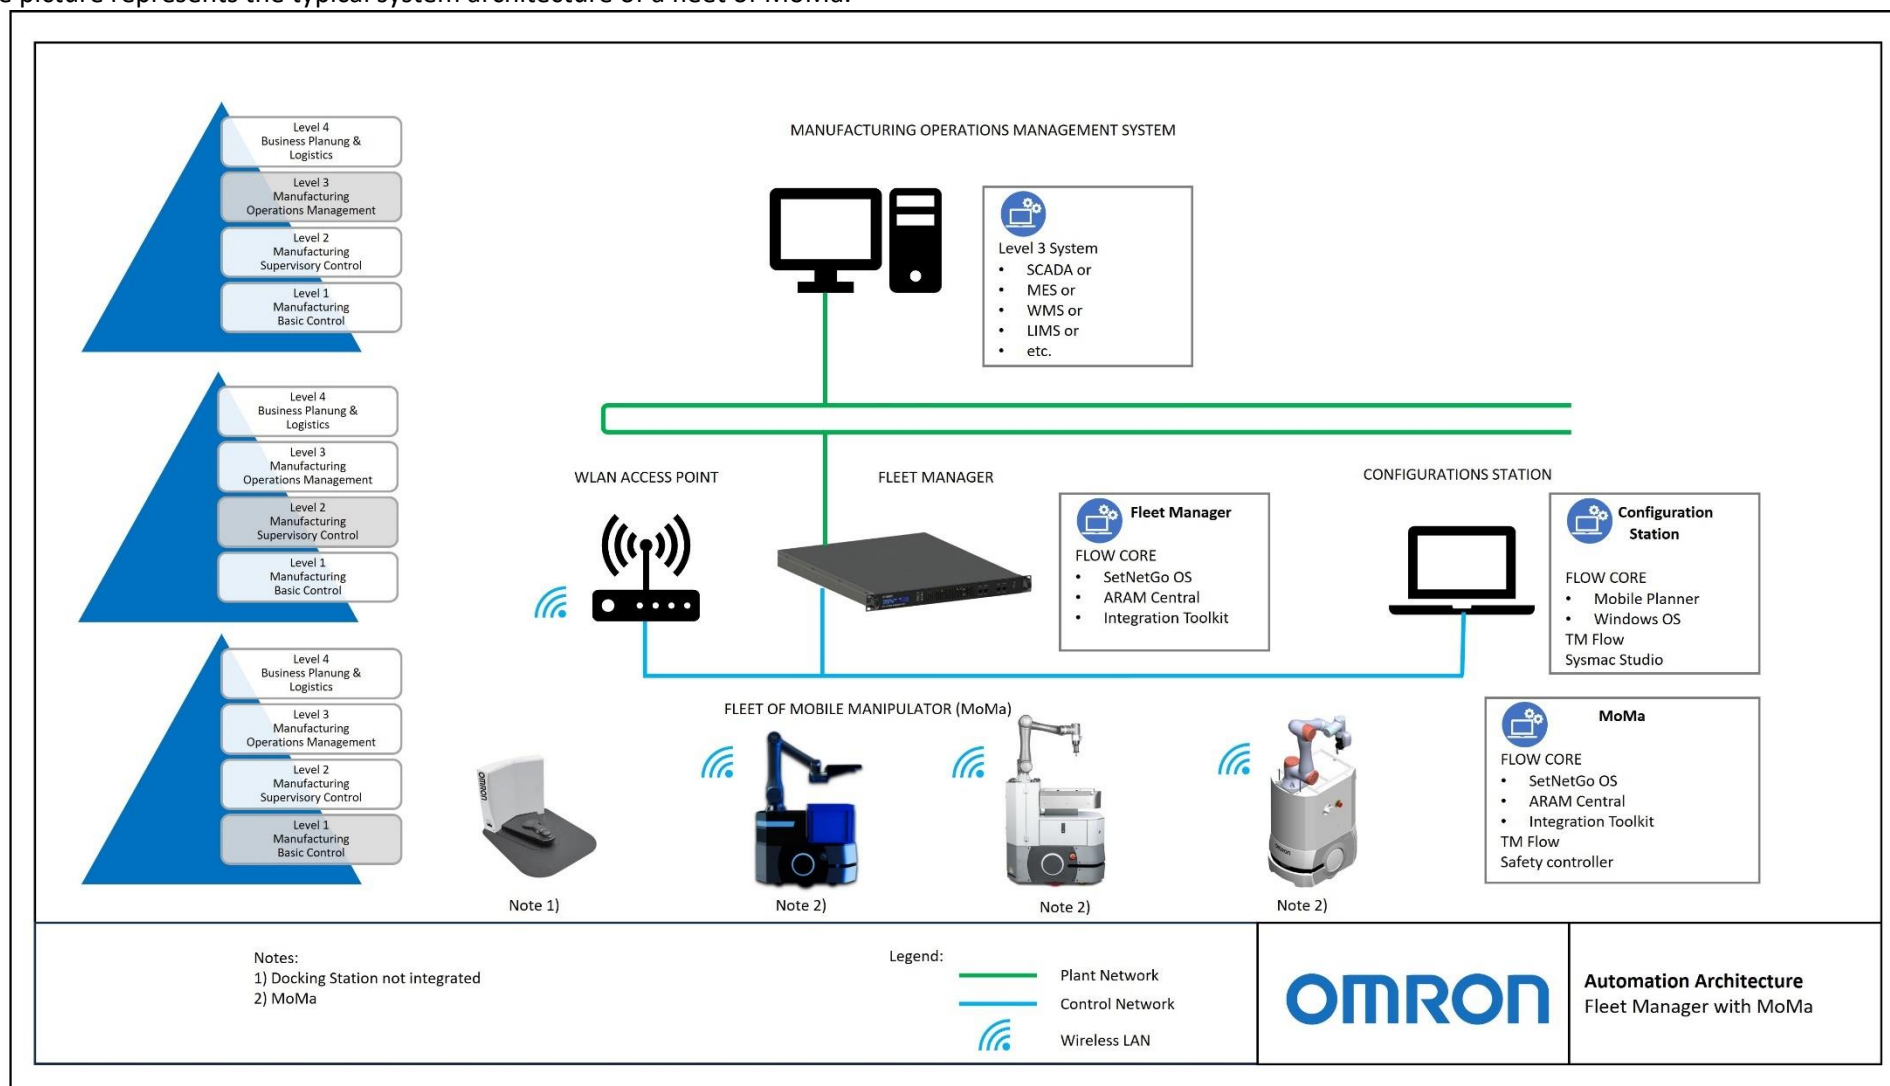 e picture represents the typical system architecture of a fleet of MoMa.
Level 4
Business Planung &
Logistics
Level 3
Manufacturing
Operations Management
Level 2
Manufacturing
Supervisory Control
Level 1
Manufacturing
Basic Control
MANUFACTURING OPERATIONS MANAGEMENT SYSTEM
Level 3 System
• SCADA or
• MES or
• WMS or
• LIMS or
• etc.
Level 4
Business Planung &
Logistics
Level 3
Manufacturing
Operations Management
Level 2
Manufacturing
Supervisory Control
Level 1
Manufacturing
Basic Control
WLAN ACCESS POINT
FLEET MANAGER
Fleet Manager
FLOW CORE
• SetNetGo OS
• ARAM Central
• Integration Toolkit
CONFIGURATIONS STATION
Configuration
Station
FLOW CORE
• Mobile Planner
• Windows OS
TM Flow
Sysmac Studio
Level 4
Business Planung &
Logistics
Level 3
Manufacturing
Operations Management
Level 2
Manufacturing
Supervisory Control
Level 1
Manufacturing
Basic Control
FLEET OF MOBILE MANIPULATOR (MoMa)
OMRON
OMRON
MoMa
FLOW CORE
• SetNetGo OS
• ARAM Central
• Integration Toolkit
TM Flow
Safety controller
Note 1)
Note 2)
Note 2)
Note 2)
Notes:
1) Docking Station not integrated
2) MoMa
Legend:
Plant Network
Control Network
Wireless LAN
OMRON
Automation Architecture
Fleet Manager with MoMa